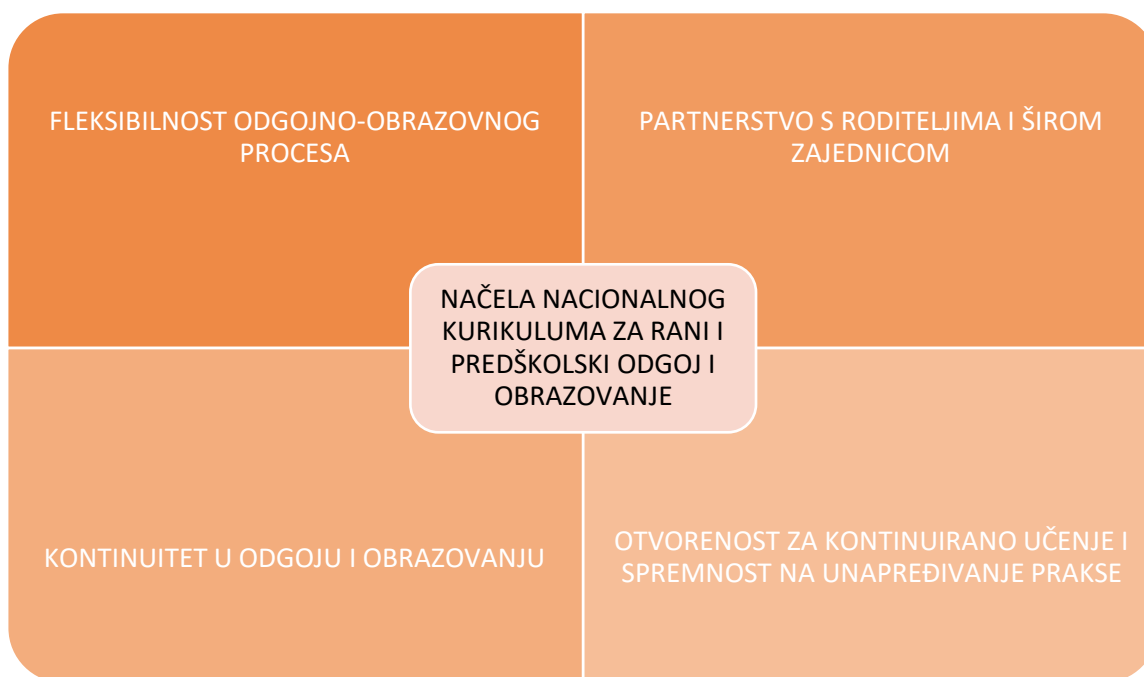 FLEKSIBILNOST ODGOJNO-OBRAZOVNOG
PROCESA
PARTNERSTVO S RODITELJIMA I ŠIROM
ZAJEDNICOM
NAČELA NACIONALNOG
KURIKULUMA ZA RANI I
PREDŠKOLSKI ODGOJ I
OBRAZOVANJE
KONTINUITET U ODGOJU I OBRAZOVANJU
OTVORENOST ZA KONTINUIRANO UČENJE I
SPREMNOST NA UNAPREĐIVANJE PRAKSE